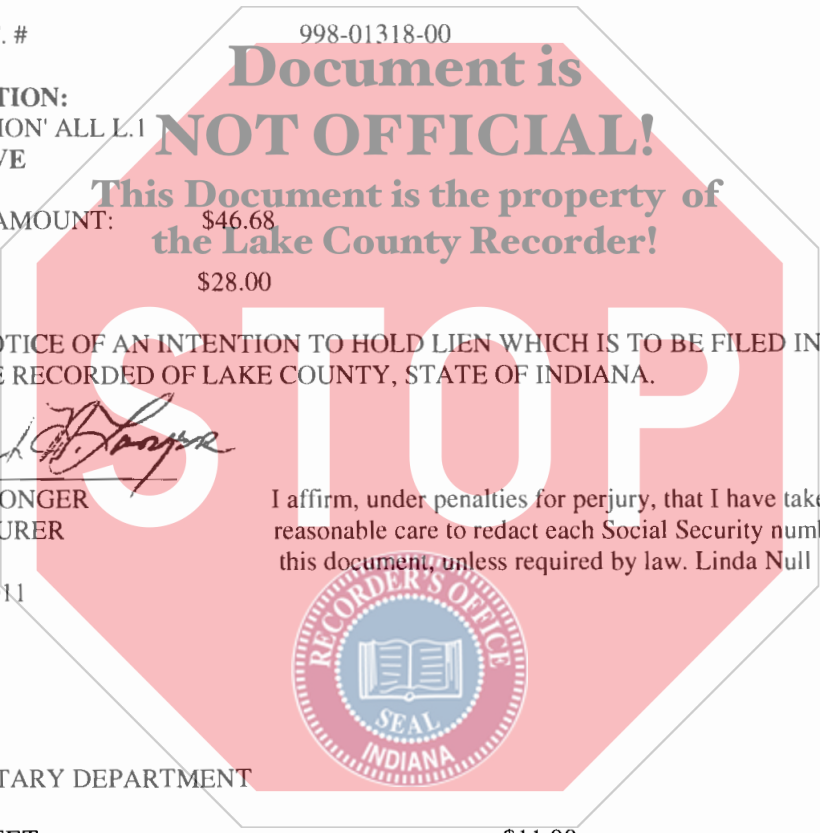 . #	998-01318-00
Document is
TION:
ION' ALL L.1
NOT OFFICIAL!
VE
This Document is the property of
AMOUNT:	$46.68
the Lake County Recorder!
$28.00
OTICE OF AN INTENTION TO HOLD LIEN WHICH IS TO BE FILED IN
E RECORDED OF LAKE COUNTY, STATE OF INDIANA.
STOP
ONGER	I affirm, under penalties for perjury, that I have take
URER	reasonable care to redact each Social Security numb
this document, unless required by law. Linda Null
11
RECORDER'S OFFICE
SEAL
INDIANA
TARY DEPARTMENT